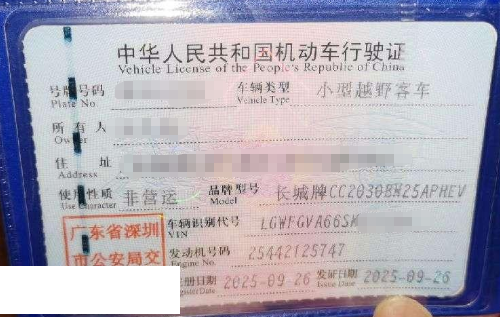 中华人民共和国机动车行驶证
Vehicle License of the People's Republic of China
号牌号码
Plate No.
车辆类型 小型越野客车
Vehicle Type
所有人
Owner
住址
Address
使用性质 非营运 品牌型号 长城牌CC2030BW25APHEV
Use Character Model
广东省深圳
市公安局交
车辆识别代号 LGWFGVA66SK
VIN
发动机号码 25442125747
Engine No.
注册日期 2025-09-26 发证日期 2025-09-26
Register Date Issue Date